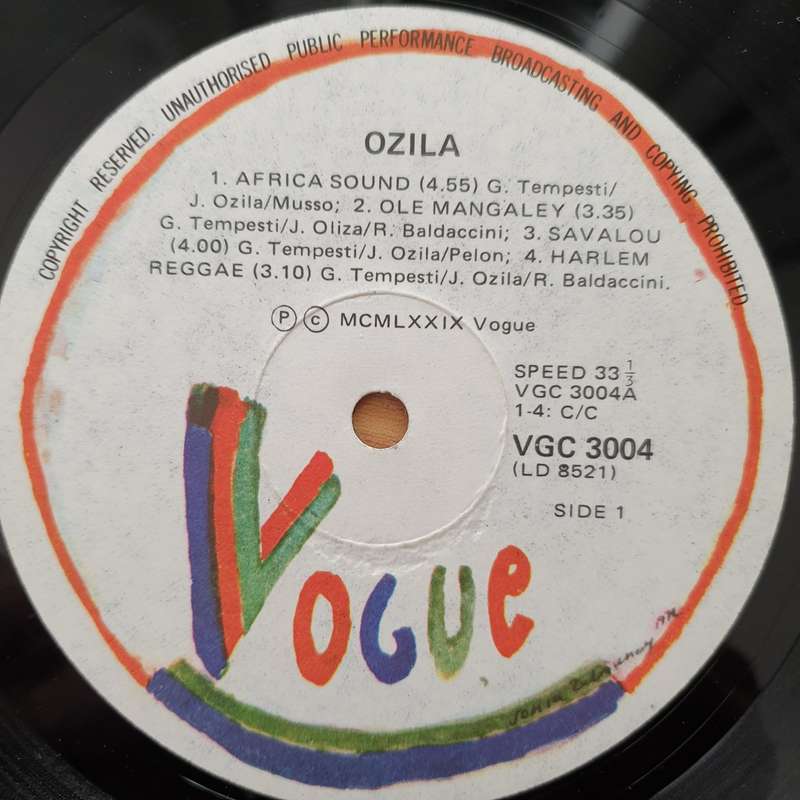 COPYRIGHT RESERVED. UNAUTHORISED PUBLIC PERFORMANCE BROADCASTING AND COPYING PROHIBITED
OZILA
1. AFRICA SOUND (4.55) G. Tempesti/
J. Ozila/Musso; 2. OLE MANGALEY (3.35)
G. Tempesti/J. Oliza/R. Baldaccini; 3. SAVALOU
(4.00) G. Tempesti/J. Ozila/Pelon; 4. HARLEM
REGGAE (3.10) G. Tempesti/J. Ozila/R. Baldaccini.
Ⓟ © MCMLXXIX Vogue
SPEED 33 1/3
VGC 3004A
1-4: C/C
VGC 3004
(LD 8521)
SIDE 1
VOGUE